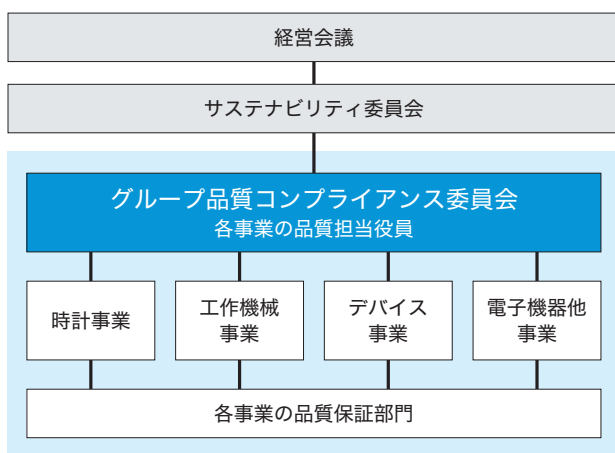 経営会議
サステナビリティ委員会
グループ品質コンプライアンス委員会
各事業の品質担当役員
時計事業
工作機械
事業
デバイス
事業
電子機器他
事業
各事業の品質保証部門